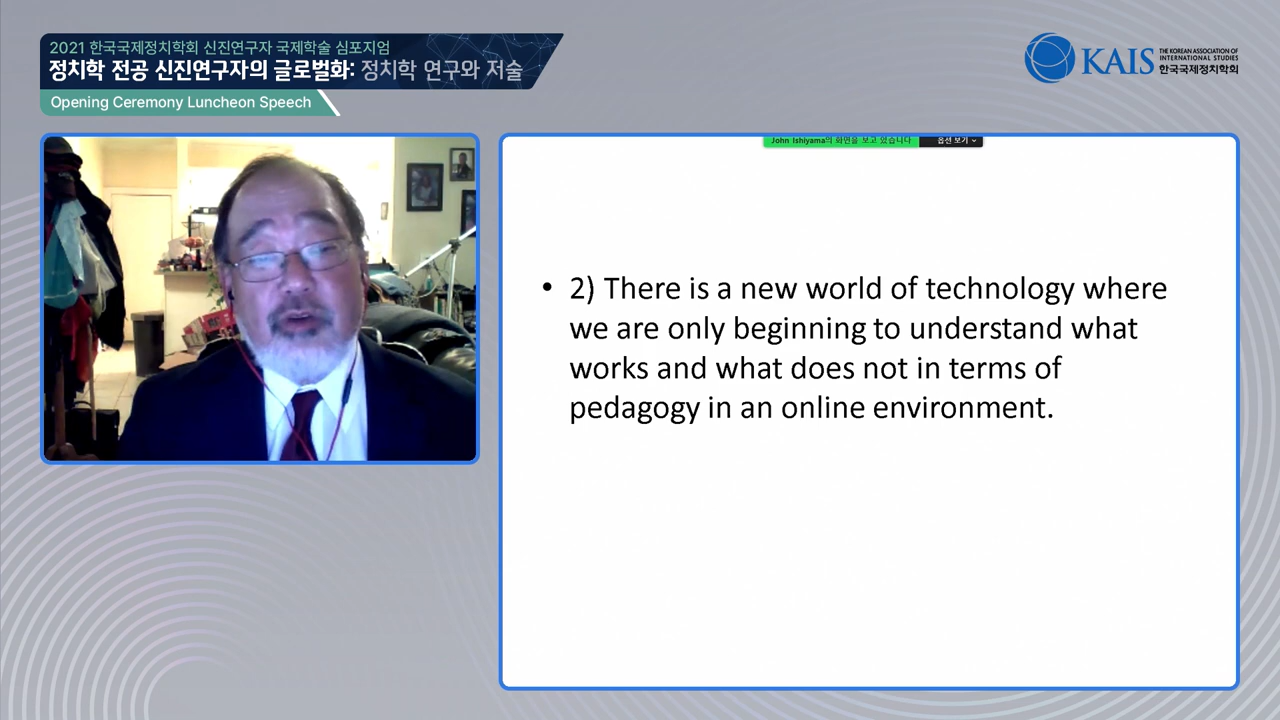 2021 한국국제정치학회 신진연구자 국제학술 심포지엄
정치학 전공 신진연구자의 글로벌화: 정치학 연구와 저술
Opening Ceremony Luncheon Speech
KAIS
THE KOREAN ASSOCIATION OF
INTERNATIONAL STUDIES
한국국제정치학회
John Ishiyama의 화면을 보고 있습니다 옵션 보기
• 2) There is a new world of technology where
we are only beginning to understand what
works and what does not in terms of
pedagogy in an online environment.